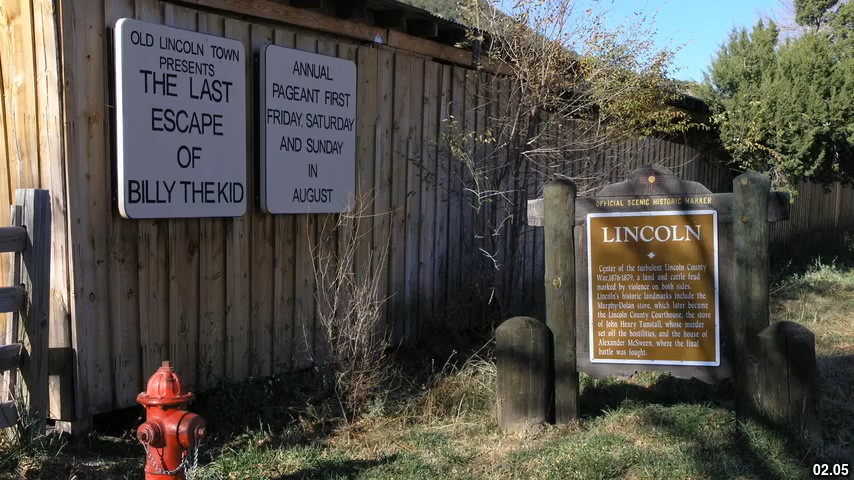 OLD LINCOLN TOWN
PRESENTS
THE LAST
ESCAPE
OF
BILLY THE KID
ANNUAL
PAGEANT FIRST
FRIDAY, SATURDAY
AND SUNDAY
IN
AUGUST
OFFICIAL SCENIC HISTORIC MARKER
LINCOLN
Center of the turbulent Lincoln County
War, 1876-1879, a land and cattle feud
marked by violence on both sides.
Lincoln's historic landmarks include the
Murphy-Dolan store, which later became
the Lincoln County Courthouse, the store
of John Henry Tunstall, whose murder
set off the hostilities, and the house of
Alexander McSween, where the final
battle was fought.
02.05